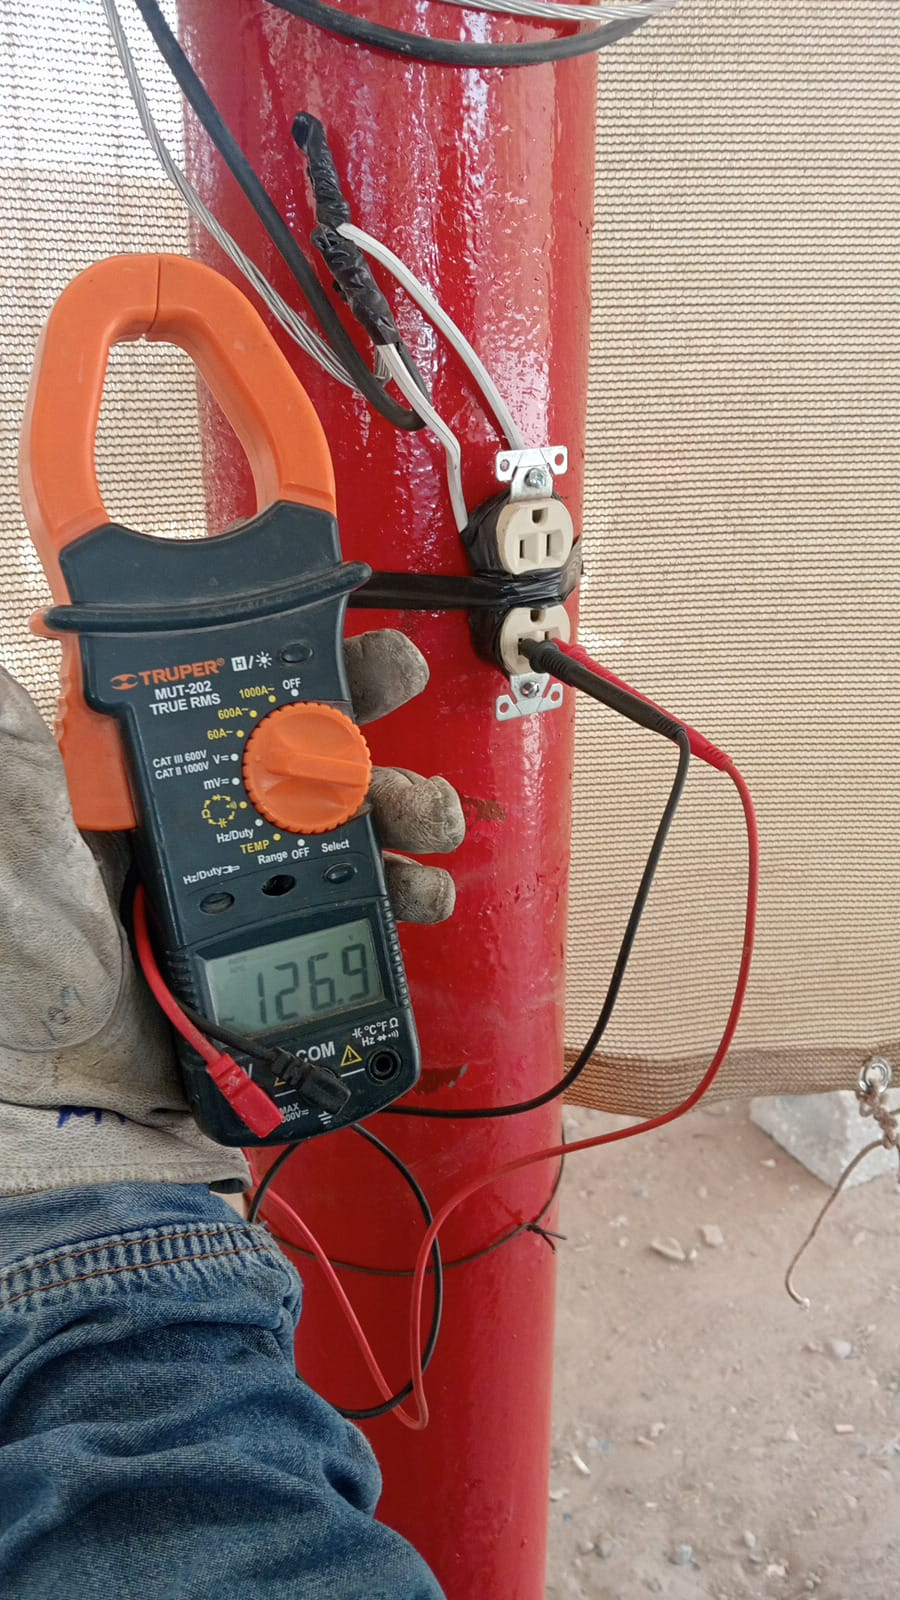 TRUPER® H/
MUT-202
TRUE RMS
1000A~ OFF
600A~
60A~
CAT III 600V
CAT II 1000V
V
mV
Ω
Hz/Duty
TEMP
Range OFF Select
Hz/Duty
-126.9
COM
°C°F Ω
Hz
V
MAX